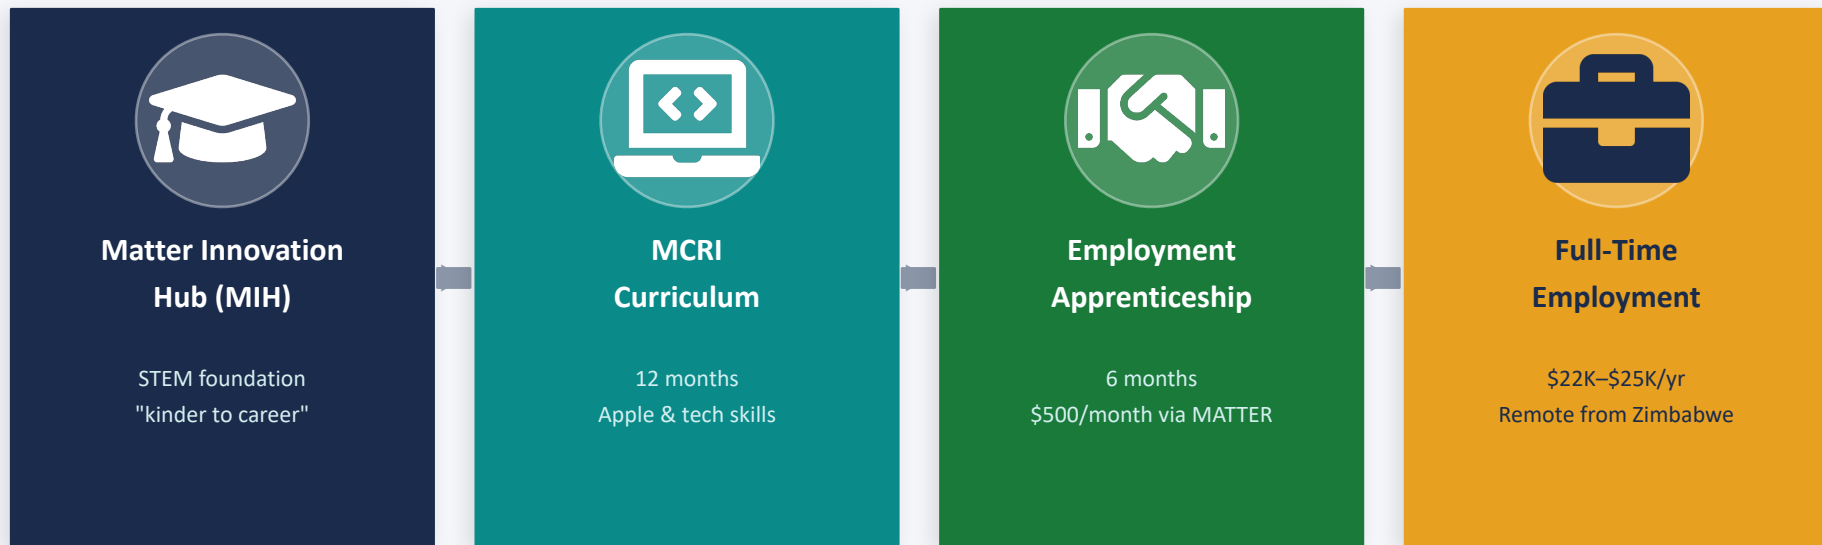 Matter Innovation
Hub (MIH)
STEM foundation
"kinder to career"
MCRI
Curriculum
12 months
Apple & tech skills
Employment
Apprenticeship
6 months
$500/month via MATTER
Full-Time
Employment
$22K–$25K/yr
Remote from Zimbabwe